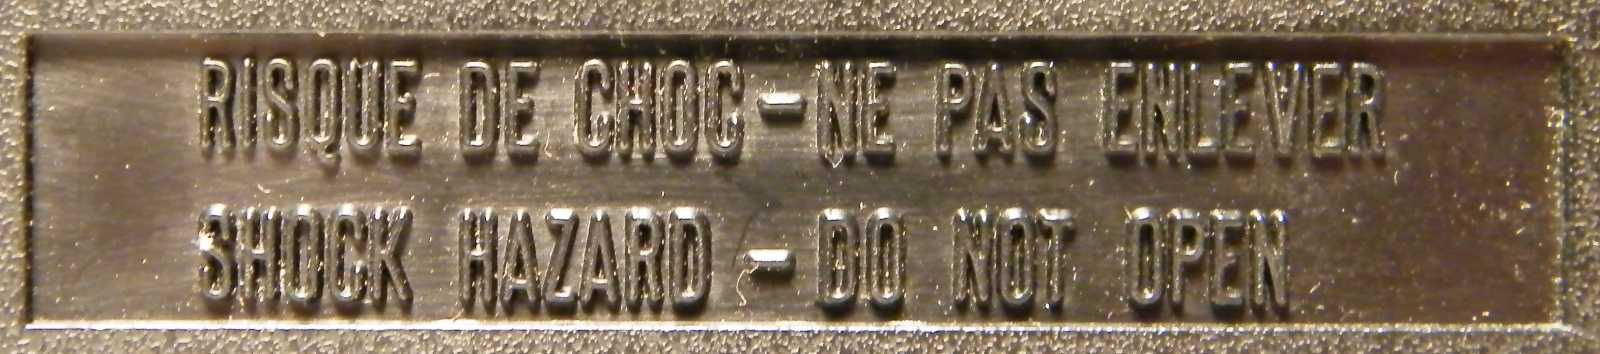 RISQUE DE CHOC - NE PAS ENLEVER
SHOCK HAZARD - DO NOT OPEN